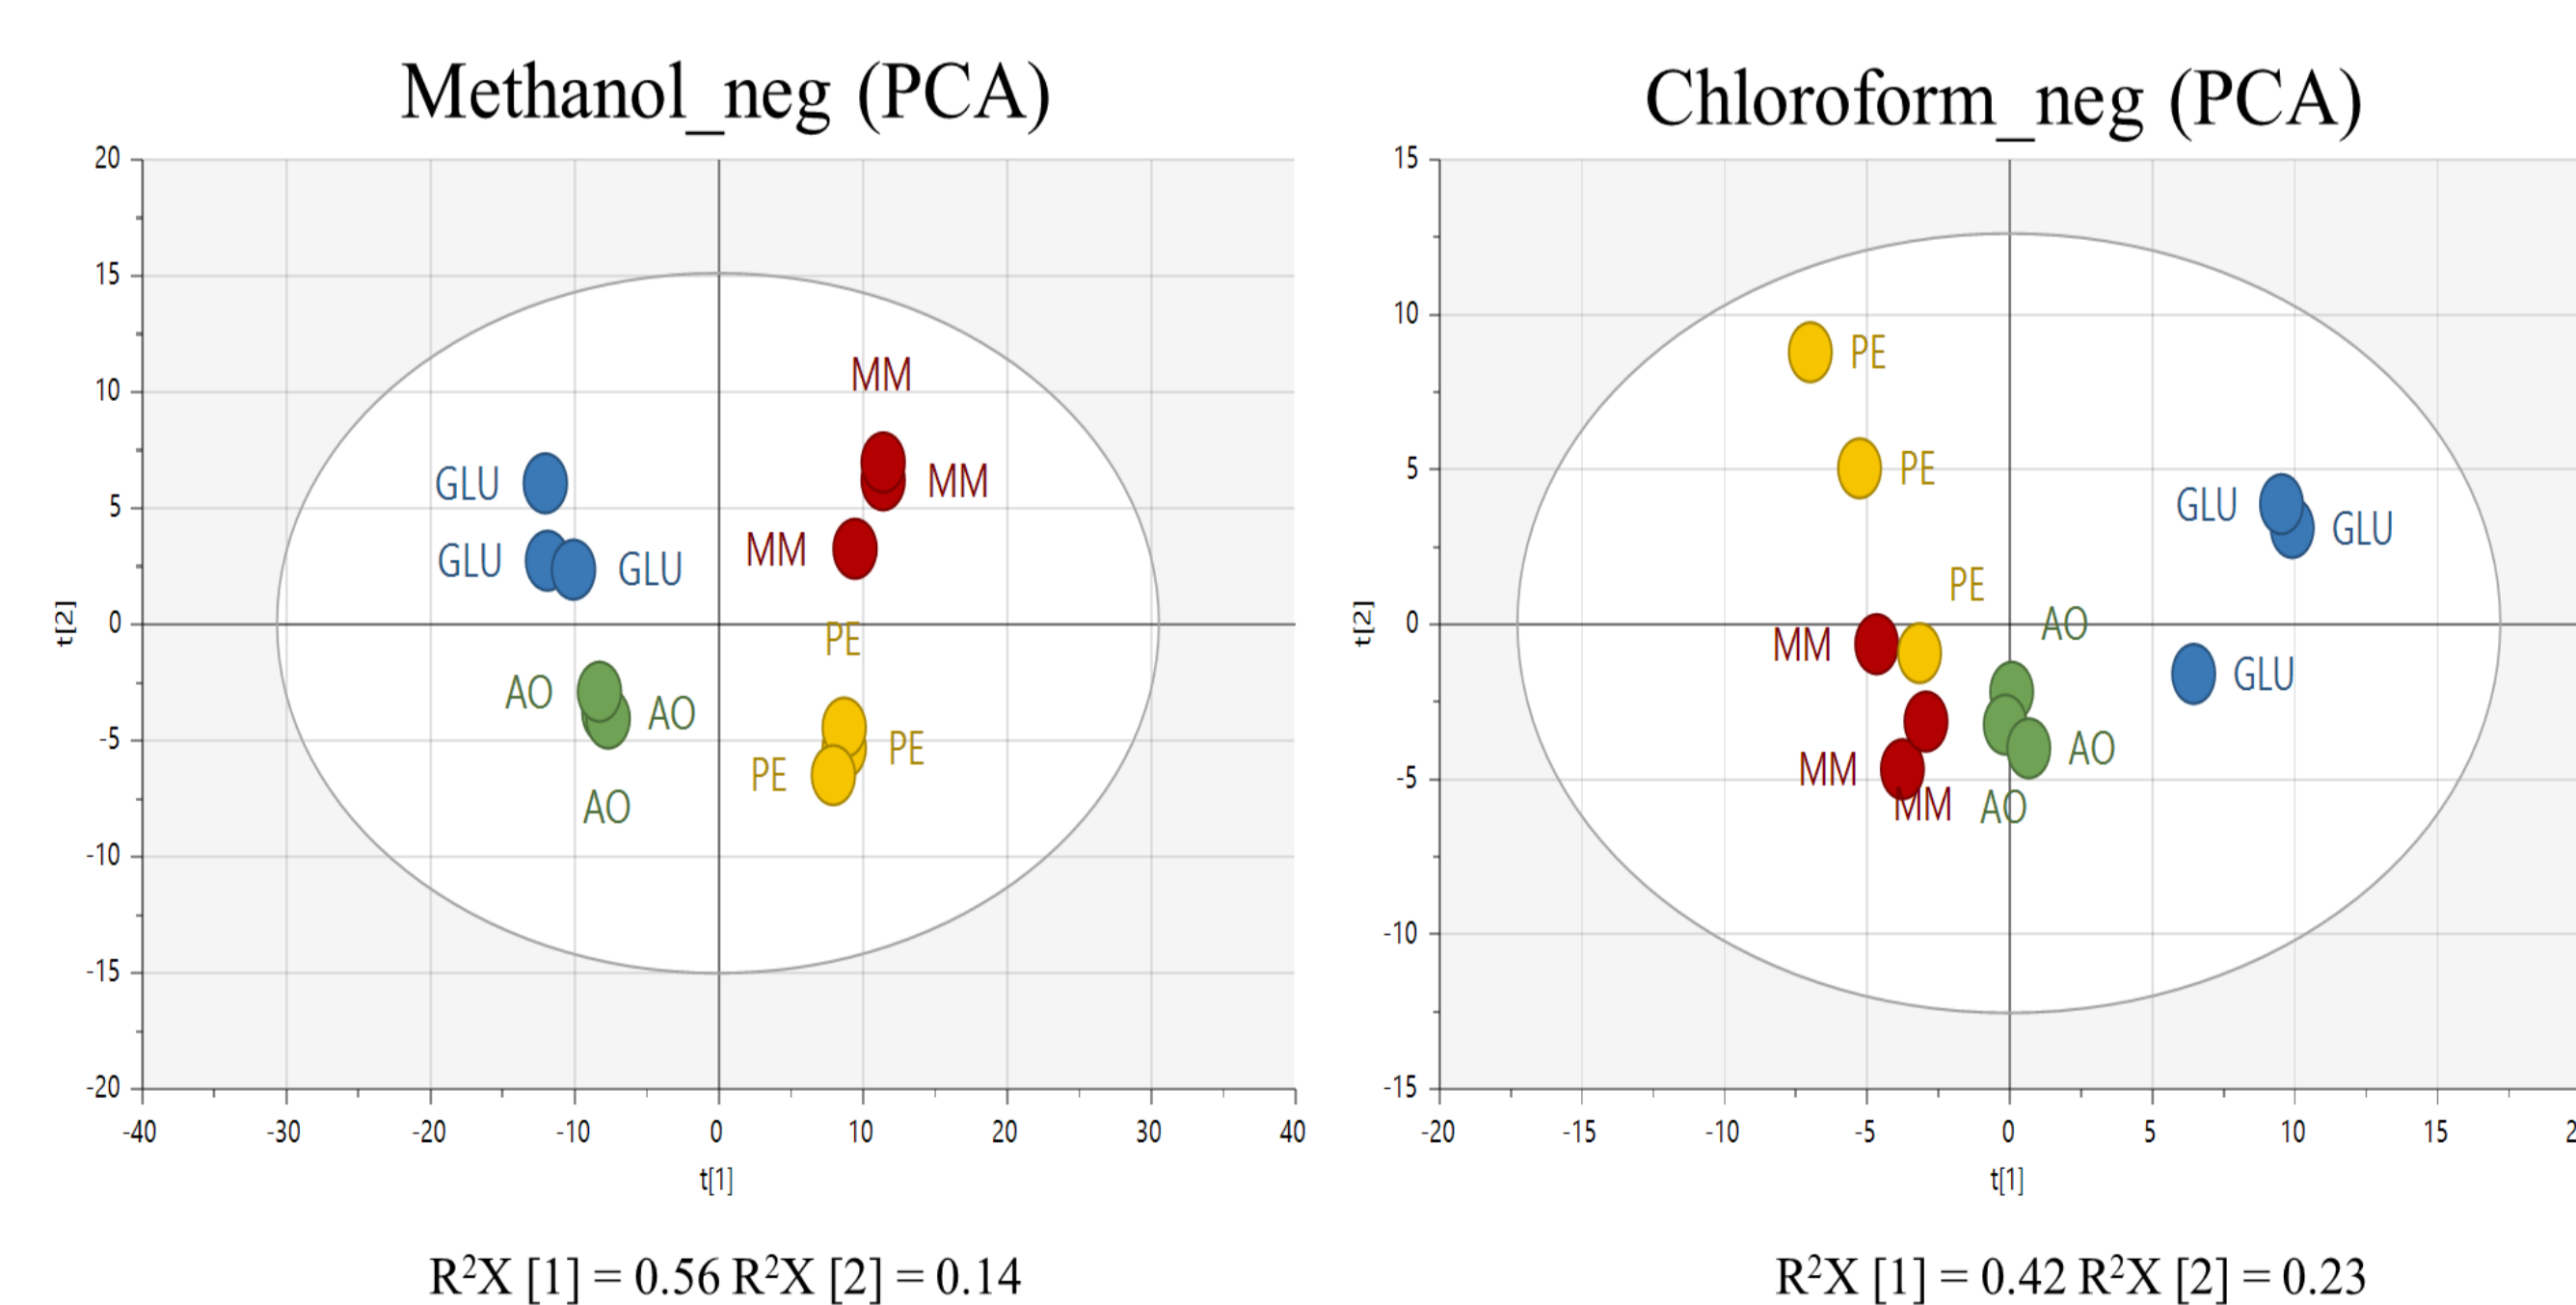 Methanol_neg (PCA)
20
15
10
5
0
-5
-10
-15
-20
t[2]
MM
MM
MM
GLU
GLU
GLU
PE
PE
PE
AO
AO
AO
-40
-30
-20
-10
0
10
20
30
40
t[1]
R²X [1] = 0.56 R²X [2] = 0.14
Chloroform_neg (PCA)
15
10
5
0
-5
-10
-15
t[2]
PE
PE
PE
GLU
GLU
GLU
AO
AO
AO
MM
MM
MM
-20
-15
-10
-5
0
5
10
15
t[1]
R²X [1] = 0.42 R²X [2] = 0.23